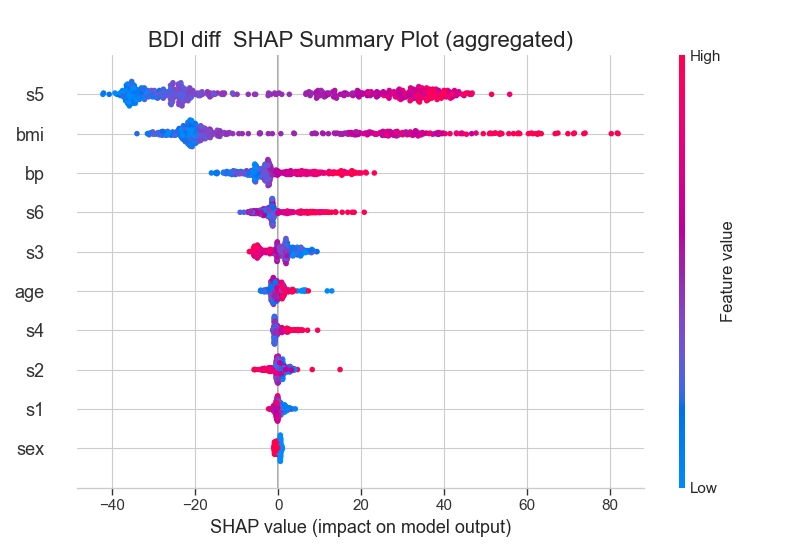 BDI diff  SHAP Summary Plot (aggregated)
High
s5
bmi
bp
s6
s3
age
s4
s2
s1
sex
Feature value
Low
−40
−20
0
20
40
60
80
SHAP value (impact on model output)